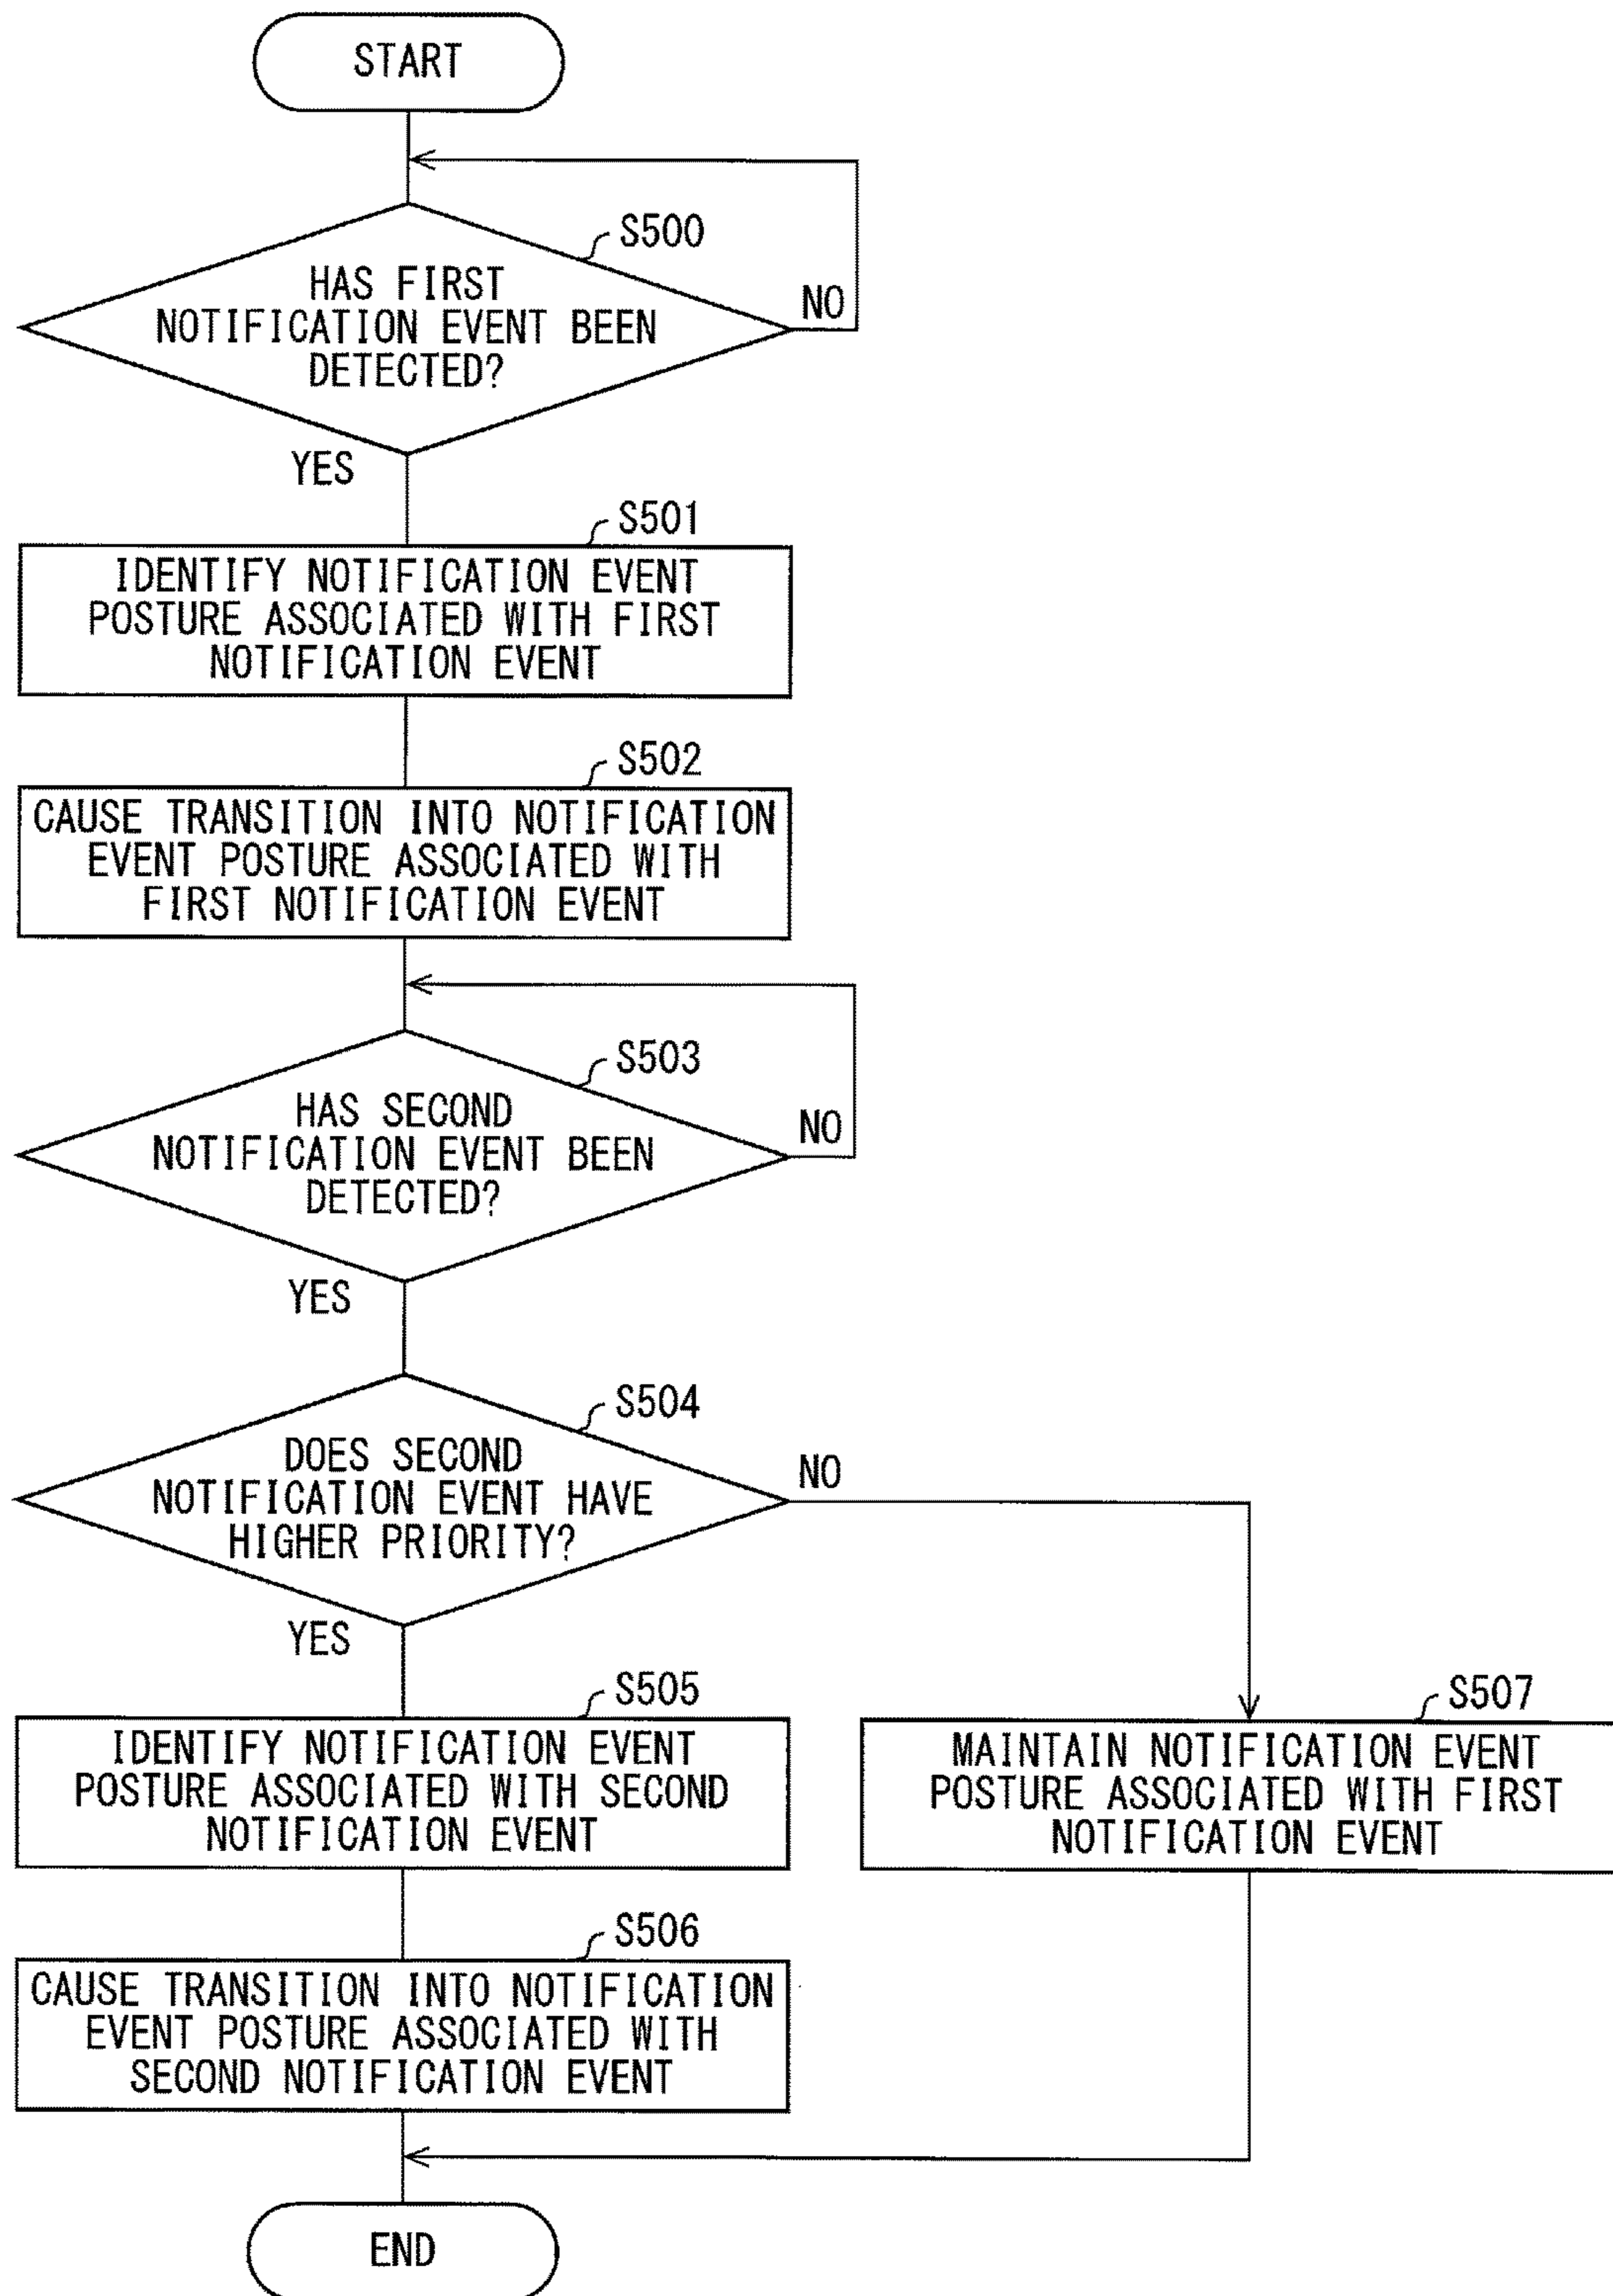 START
S500
HAS FIRST
NOTIFICATION EVENT BEEN
DETECTED?
NO
YES
S501
IDENTIFY NOTIFICATION EVENT
POSTURE ASSOCIATED WITH FIRST
NOTIFICATION EVENT
S502
CAUSE TRANSITION INTO NOTIFICATION
EVENT POSTURE ASSOCIATED WITH
FIRST NOTIFICATION EVENT
S503
HAS SECOND
NOTIFICATION EVENT BEEN
DETECTED?
NO
YES
S504
DOES SECOND
NOTIFICATION EVENT HAVE
HIGHER PRIORITY?
NO
YES
S505
IDENTIFY NOTIFICATION EVENT
POSTURE ASSOCIATED WITH SECOND
NOTIFICATION EVENT
S507
MAINTAIN NOTIFICATION EVENT
POSTURE ASSOCIATED WITH FIRST
NOTIFICATION EVENT
S506
CAUSE TRANSITION INTO NOTIFICATION
EVENT POSTURE ASSOCIATED WITH
SECOND NOTIFICATION EVENT
END